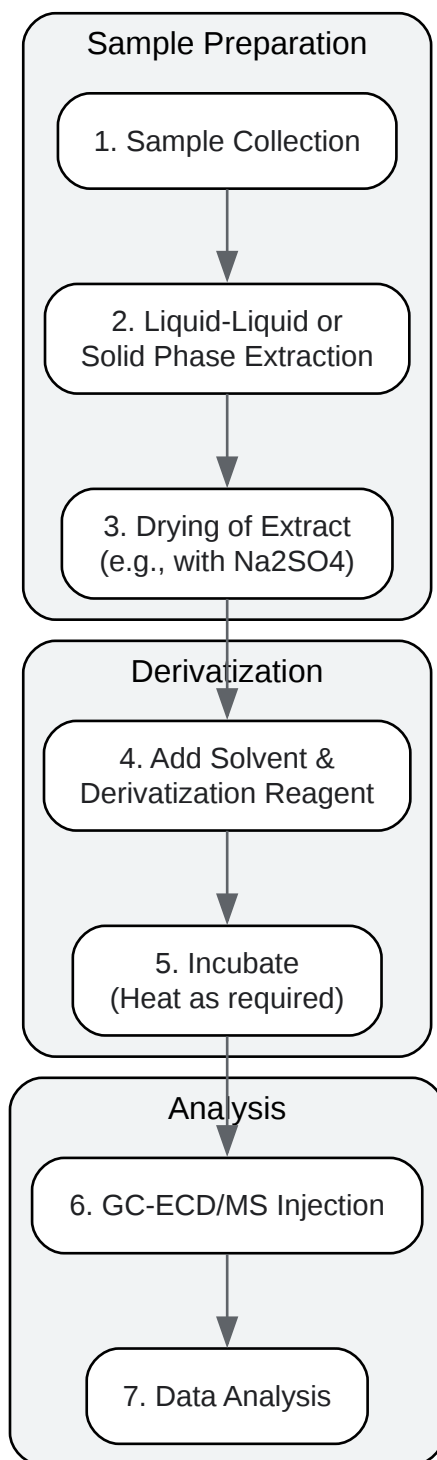 Sample Preparation
1. Sample Collection
2. Liquid-Liquid or
Solid Phase Extraction
3. Drying of Extract
(e.g., with Na2SO4)
Derivatization
4. Add Solvent &
Derivatization Reagent
5. Incubate
(Heat as required)
Analysis
6. GC-ECD/MS Injection
7. Data Analysis